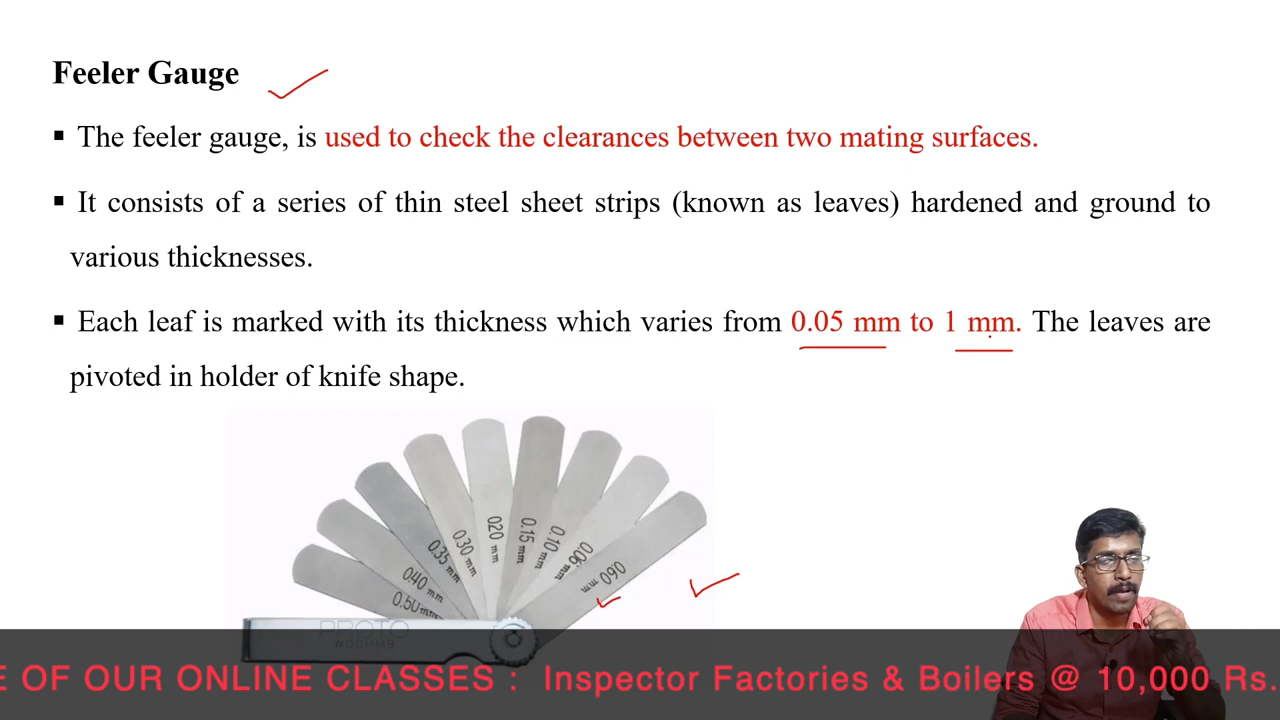 Feeler Gauge
▪ The feeler gauge, is used to check the clearances between two mating surfaces.
▪ It consists of a series of thin steel sheet strips (known as leaves) hardened and ground to
various thicknesses.
▪ Each leaf is marked with its thickness which varies from 0.05 mm to 1 mm. The leaves are
pivoted in holder of knife shape.
0.50 mm
0.40 mm
0.35 mm
0.30 mm
020 mm
0.15 mm
0.10 mm
0.06 mm
060 mm
PROTO
E OF OUR ONLINE CLASSES : Inspector Factories & Boilers @ 10,000 Rs.